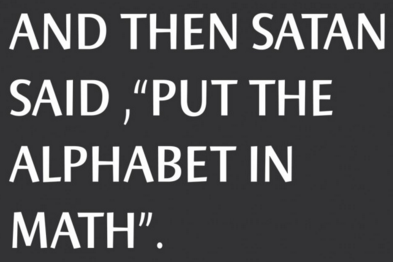 AND THEN SATAN
SAID ,“PUT THE
ALPHABET IN
MATH”.